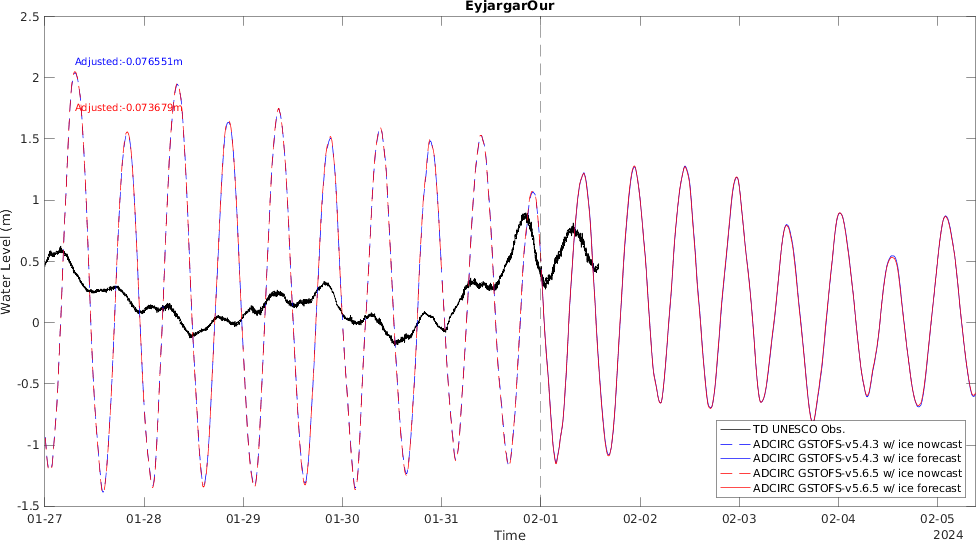 EyjargarOur
Adjusted:-0.076551m
Adjusted:-0.073679m
Water Level (m)
2.5
2
1.5
1
0.5
0
-0.5
-1
-1.5
TD UNESCO Obs.
ADCIRC GSTOFS-v5.4.3 w/ ice nowcast
ADCIRC GSTOFS-v5.4.3 w/ ice forecast
ADCIRC GSTOFS-v5.6.5 w/ ice nowcast
ADCIRC GSTOFS-v5.6.5 w/ ice forecast
01-27 01-28 01-29 01-30 01-31 02-01 02-02 02-03 02-04 02-05
Time
2024